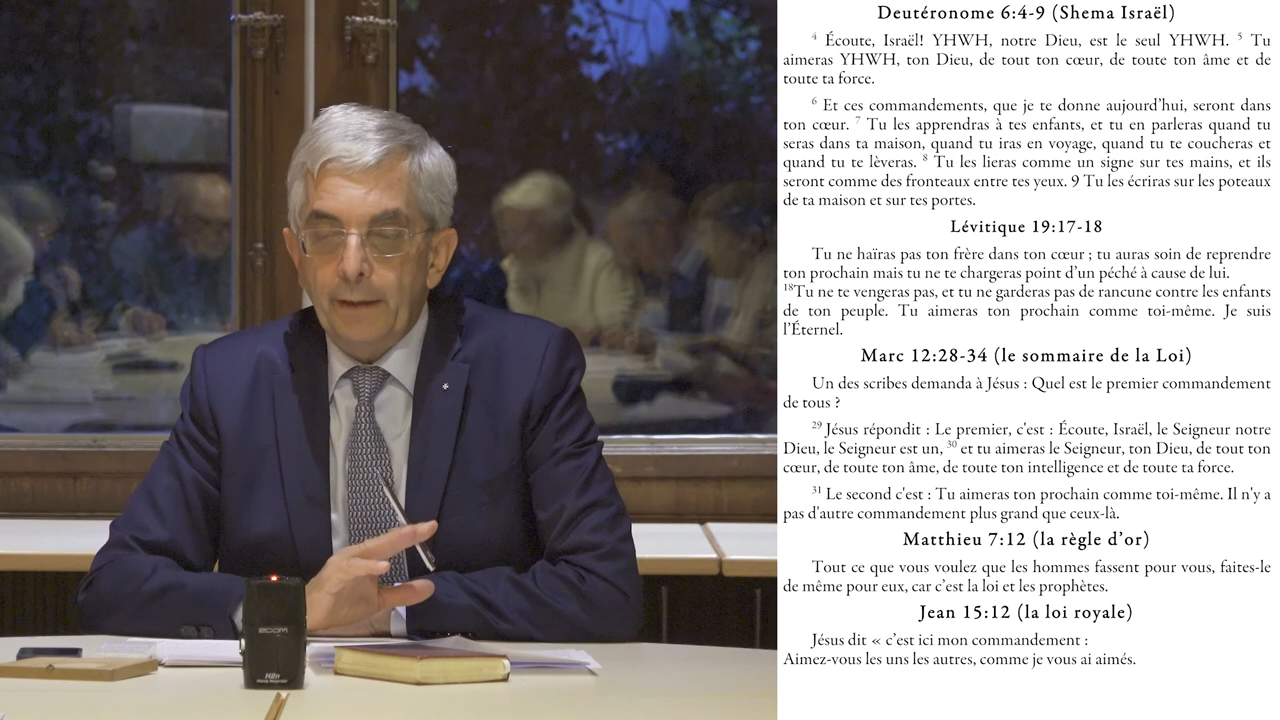 Deutéronome 6:4-9 (Shema Israël)
4 Écoute, Israël! YHWH, notre Dieu, est le seul YHWH. 5 Tu
aimeras YHWH, ton Dieu, de tout ton cœur, de toute ton âme et de
toute ta force.
6 Et ces commandements, que je te donne aujourd'hui, seront dans
ton cœur. 7 Tu les apprendras à tes enfants, et tu en parleras quand tu
seras dans ta maison, quand tu iras en voyage, quand tu te coucheras et
quand tu te lèveras. 8 Tu les lieras comme un signe sur tes mains, et ils
seront comme des fronteaux entre tes yeux. 9 Tu les écriras sur les poteaux
de ta maison et sur tes portes.
Lévitique 19:17-18
Tu ne haïras pas ton frère dans ton cœur ; tu auras soin de reprendre
ton prochain mais tu ne te chargeras point d'un péché à cause de lui.
18Tu ne te vengeras pas, et tu ne garderas pas de rancune contre les enfants
de ton peuple. Tu aimeras ton prochain comme toi-même. Je suis
l'Éternel.
Marc 12:28-34 (le sommaire de la Loi)
Un des scribes demanda à Jésus : Quel est le premier commandement
de tous ?
29 Jésus répondit : Le premier, c'est : Écoute, Israël, le Seigneur notre
Dieu, le Seigneur est un, 30 et tu aimeras le Seigneur, ton Dieu, de tout ton
cœur, de toute ton âme, de toute ton intelligence et de toute ta force.
31 Le second c'est : Tu aimeras ton prochain comme toi-même. Il n'y a
pas d'autre commandement plus grand que ceux-là.
Matthieu 7:12 (la règle d'or)
Tout ce que vous voulez que les hommes fassent pour vous, faites-le
de même pour eux, car c'est la loi et les prophètes.
Jean 15:12 (la loi royale)
Jésus dit « c'est ici mon commandement :
Aimez-vous les uns les autres, comme je vous ai aimés.
zoom
H2n
Handy Recorder